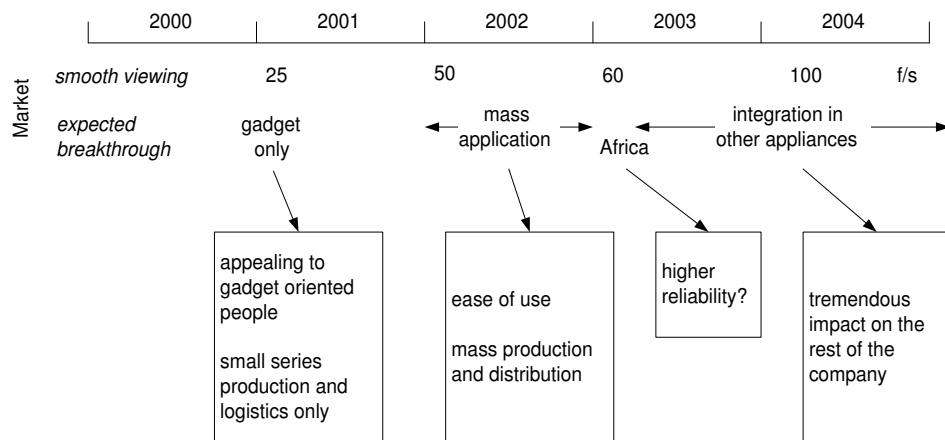 2000 2001 2002 2003 2004
Market
smooth viewing 25 50 60 100 f/s
expected
breakthrough
gadget
only
mass
application
Africa
integration in
other appliances
appealing to
gadget oriented
people
small series
production and
logistics only
ease of use
mass production
and distribution
higher
reliability?
tremendous
impact on the
rest of the
company